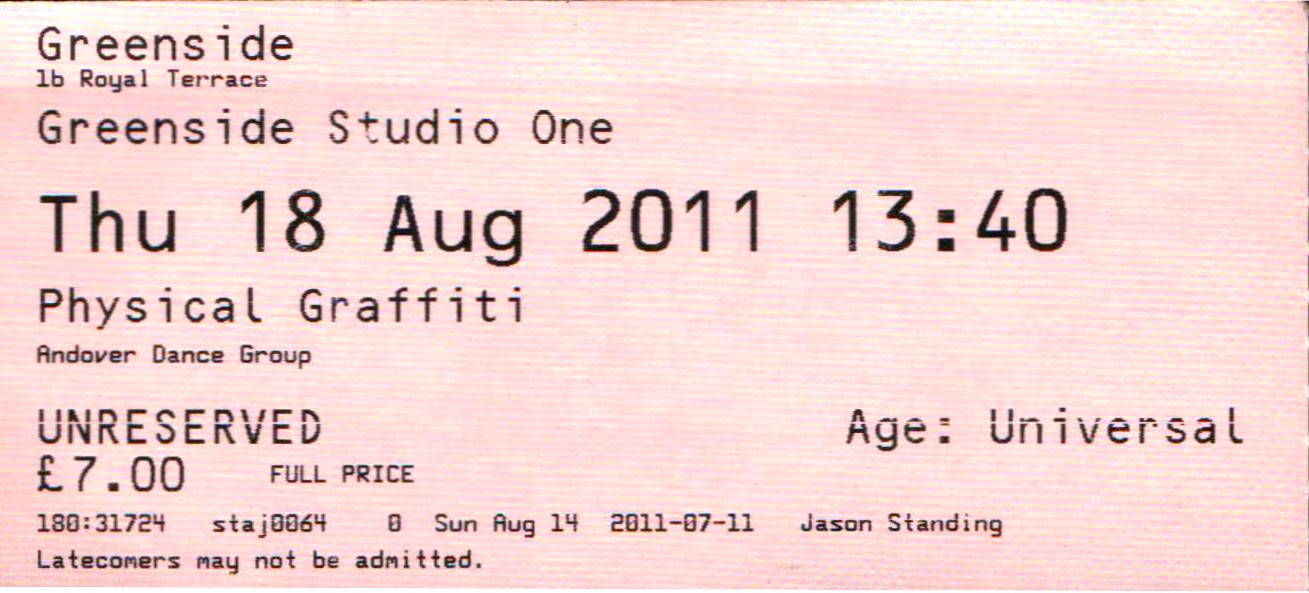 Greenside
1b Royal Terrace
Greenside Studio One
Thu 18 Aug 2011 13:40
Physical Graffiti
Andover Dance Group
UNRESERVED Age: Universal
£7.00 FULL PRICE
180:31724 staj0064 0 Sun Aug 14 2011-07-11 Jason Standing
Latecomers may not be admitted.